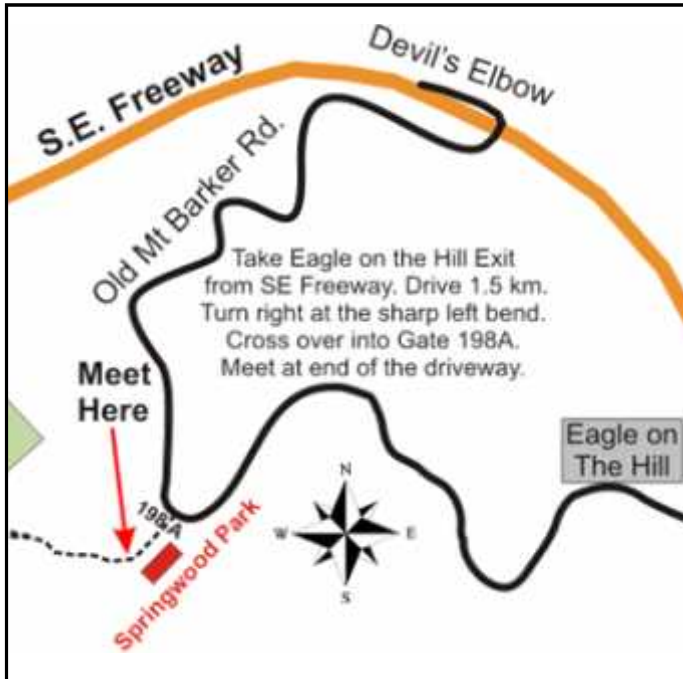 Devil's Elbow
S.E. Freeway
Old Mt Barker Rd.
Take Eagle on the Hill Exit
from SE Freeway. Drive 1.5 km.
Turn right at the sharp left bend.
Cross over into Gate 198A.
Meet at end of the driveway.
Meet
Here
Eagle on
The Hill
198A
Springwood Park
N
W
E
S